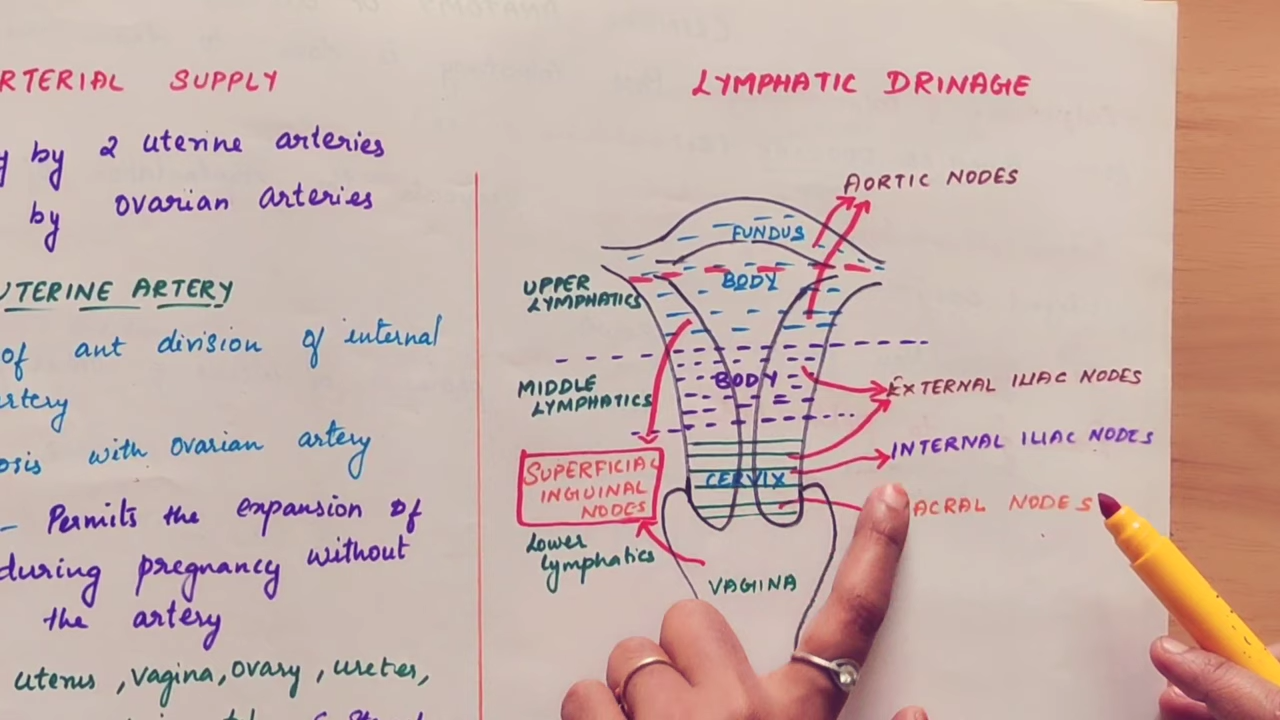 RTERIAL SUPPLY
by 2 uterine arteries
by ovarian arteries
UTERINE ARTERY
of ant division of internal
artery
osis with ovarian artery
– Permits the expansion of
during pregnancy without
the artery
uterus, vagina, ovary, ureter,
LYMPHATIC DRINAGE
AORTIC NODES
FUNDUS
UPPER
LYMPHATICS
BODY
MIDDLE
LYMPHATICS
BODY
EXTERNAL ILIAC NODES
INTERNAL ILIAC NODES
SUPERFICIAL
INGUINAL
NODES
CERVIX
ACRAL NODES
Lower
lymphatics
VAGINA